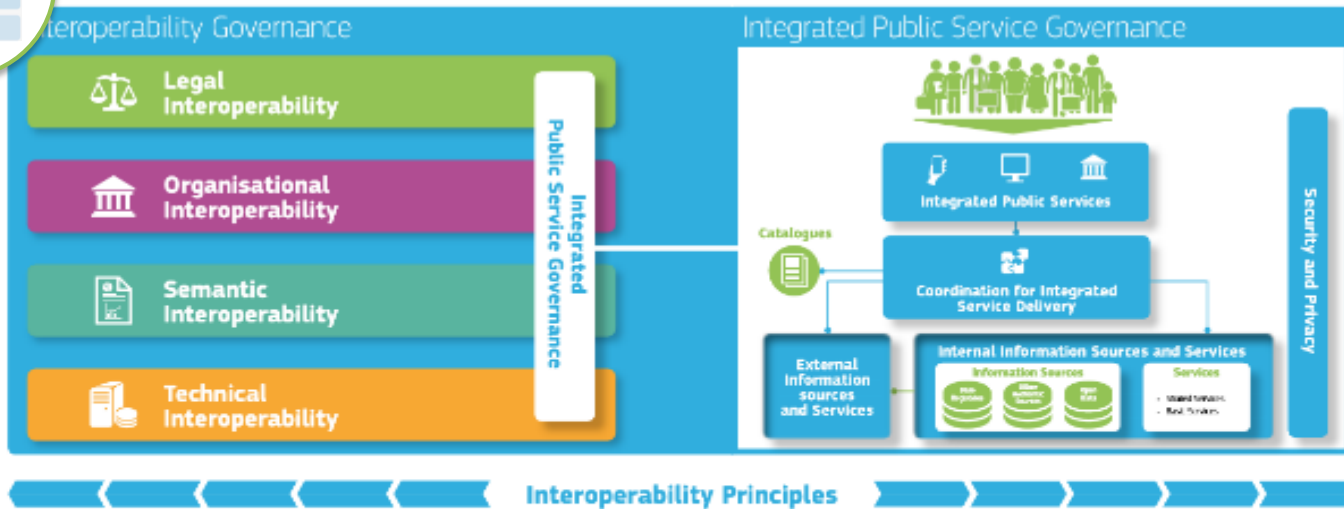 teroperability Governance
Legal
Interoperability
Organisational
Interoperability
Semantic
Interoperability
Technical
Interoperability
Integrated
Public Service Governance
Integrated Public Service Governance
Integrated Public Services
Catalogues
Coordination for Integrated
Service Delivery
External
Information
sources
and Services
Internal Information Sources and Services
Information Sources
Services
Security and Privacy
Interoperability Principles